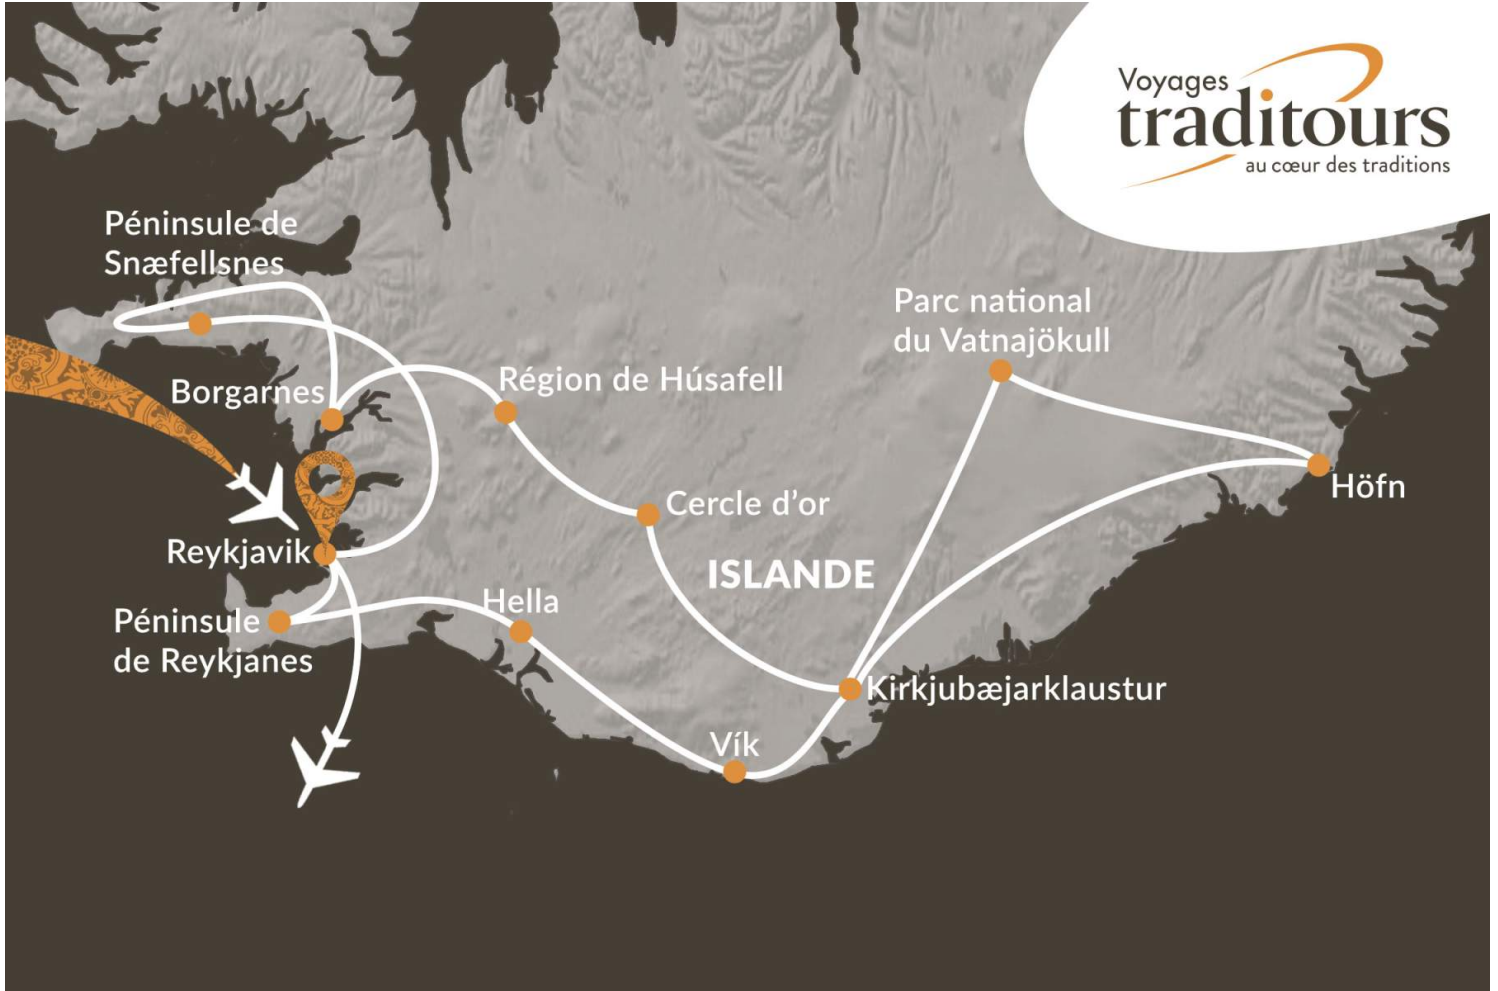 Voyages
traditours
au cœur des traditions
Péninsule de
Snæfellsnes
Parc national
du Vatnajökull
Borgarnes
Région de Húsafell
Höfn
Cercle d'or
Reykjavik
ISLANDE
Hella
Péninsule
de Reykjanes
Kirkjubæjarklaustur
Vík